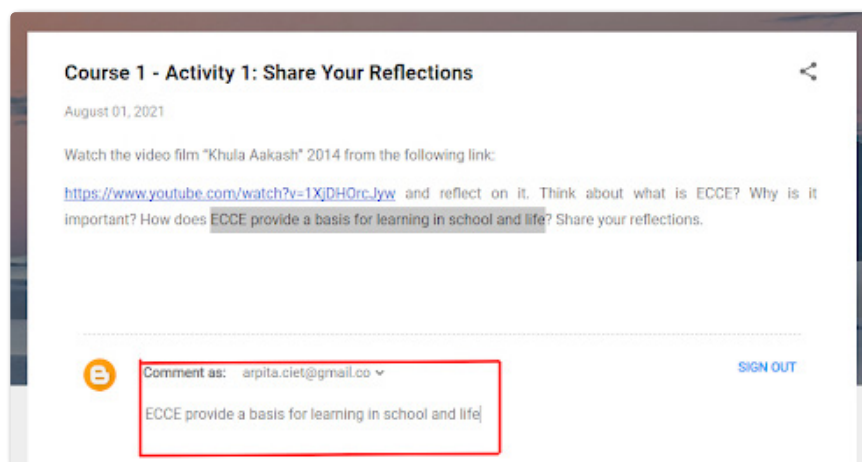 Course 1 - Activity 1: Share Your Reflections
August 01, 2021
Watch the video film "Khula Aakash" 2014 from the following link:
https://www.youtube.com/watch?v=1XjDHOrcJyw and reflect on it. Think about what is ECCE? Why is it
important? How does ECCE provide a basis for learning in school and life? Share your reflections.
Comment as: arpita.ciet@gmail.co
SIGN OUT
ECCE provide a basis for learning in school and life